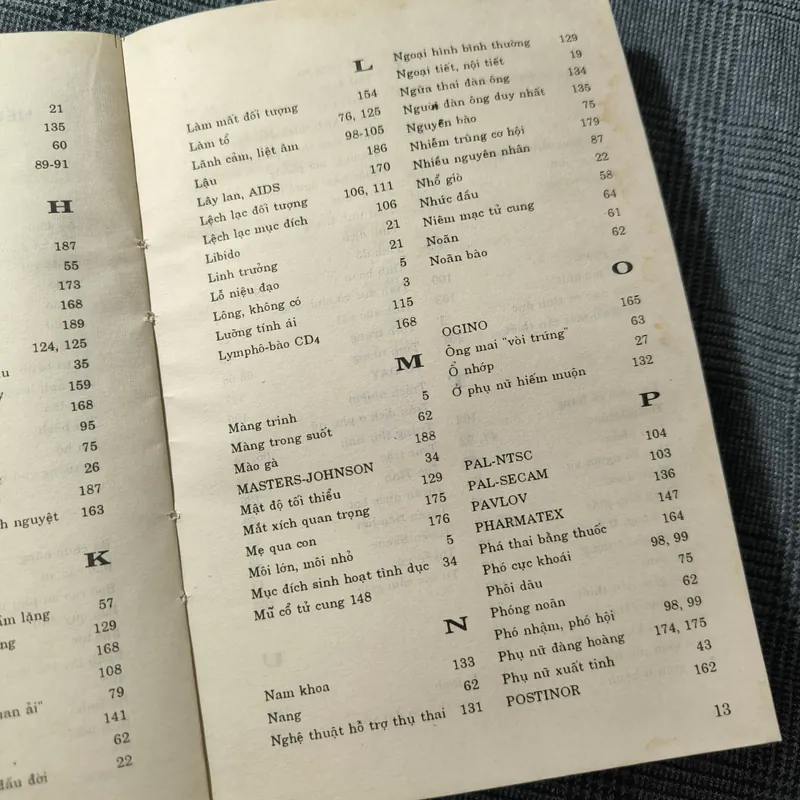 21
135
60
89-91
H
187
55
173
168
189
124, 125
35
159
168
95
75
26
187
nguyệt 163
K
lặng 57
129
168
108
ải" 79
141
62
đời 22
L
Làm mất đối tượng 154
Làm tổ 76, 125
Lãnh cảm, liệt âm 98-105
Lậu 186
Lây lan, AIDS 170
Lệch lạc đối tượng 106, 111
Lệch lạc mục đích 106
Libido 21
Linh trưởng 21
Lỗ niệu đạo 5
Lông, không có 3
Lưỡng tính ái 115
Lymphô-bào CD4 168
M
Màng trinh 5
Màng trong suốt 62
Mào gà 188
MASTERS-JOHNSON 34
Mật độ tối thiểu 129
Mắt xích quan trọng 175
Mẹ qua con 176
Môi lớn, môi nhỏ 5
Mục đích sinh hoạt tình dục 34
Mũ cổ tử cung 148
N
Nam khoa 133
Nang 62
Nghệ thuật hỗ trợ thụ thai 131
Ngoại hình bình thường 129
Ngoại tiết, nội tiết 19
Ngừa thai đàn ông 134
Người đàn ông duy nhất 135
Nguyên bào 75
Nhiễm trùng cơ hội 179
Nhiều nguyên nhân 87
Nhổ giò 22
Nhức đầu 58
Niêm mạc tử cung 64
Noãn 61
Noãn bào 62
O
OGINO 165
Ông mai "vòi trứng" 63
Ổ nhớp 27
Ở phụ nữ hiếm muộn 132
P
PAL-NTSC 104
PAL-SECAM 103
PAVLOV 136
PHARMATEX 147
Phá thai bằng thuốc 164
Phó cực khoái 98, 99
Phôi dâu 75
Phóng noãn 62
Phó nhậm, phó hội 98, 99
Phụ nữ dàng hoàng 174, 175
Phụ nữ xuất tinh 43
POSTINOR 162
13